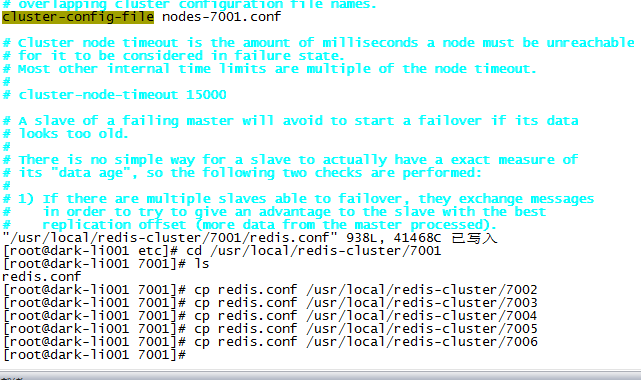 # overlapping cluster configuration file names.
cluster-config-file nodes-7001.conf
# Cluster node timeout is the amount of milliseconds a node must be unreachable
# for it to be considered in failure state.
# Most other internal time limits are multiple of the node timeout.
#
# cluster-node-timeout 15000
# A slave of a failing master will avoid to start a failover if its data
# looks too old.
#
# There is no simple way for a slave to actually have a exact measure of
# its "data age", so the following two checks are performed:
#
# 1) If there are multiple slaves able to failover, they exchange messages
#    in order to try to give an advantage to the slave with the best
#    replication offset (more data from the master processed).
"/usr/local/redis-cluster/7001/redis.conf" 938L, 41468C 已写入
[root@dark-li001 etc]# cd /usr/local/redis-cluster/7001
[root@dark-li001 7001]# ls
redis.conf
[root@dark-li001 7001]# cp redis.conf /usr/local/redis-cluster/7002
[root@dark-li001 7001]# cp redis.conf /usr/local/redis-cluster/7003
[root@dark-li001 7001]# cp redis.conf /usr/local/redis-cluster/7004
[root@dark-li001 7001]# cp redis.conf /usr/local/redis-cluster/7005
[root@dark-li001 7001]# cp redis.conf /usr/local/redis-cluster/7006
[root@dark-li001 7001]#